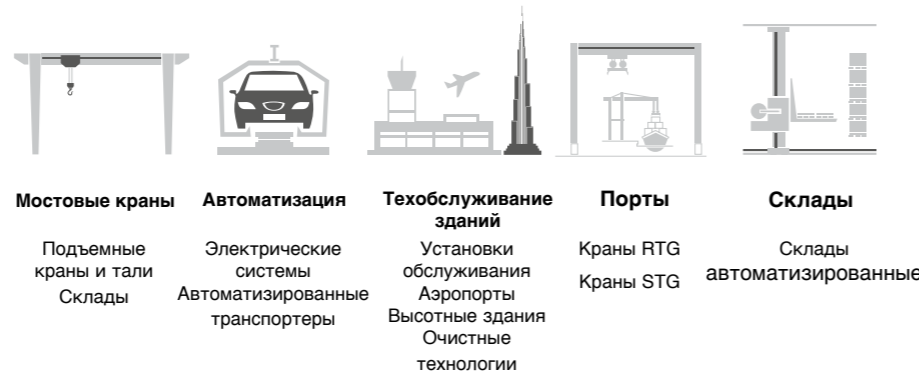 Мостовые краны
Подъемные
краны и тали
Склады
Автоматизация
Электрические
системы
Автоматизированные
транспортеры
Техобслуживание
зданий
Установки
обслуживания
Аэропорты
Высотные здания
Очистные
технологии
Порты
Краны RTG
Краны STG
Склады
Склады
автоматизированные